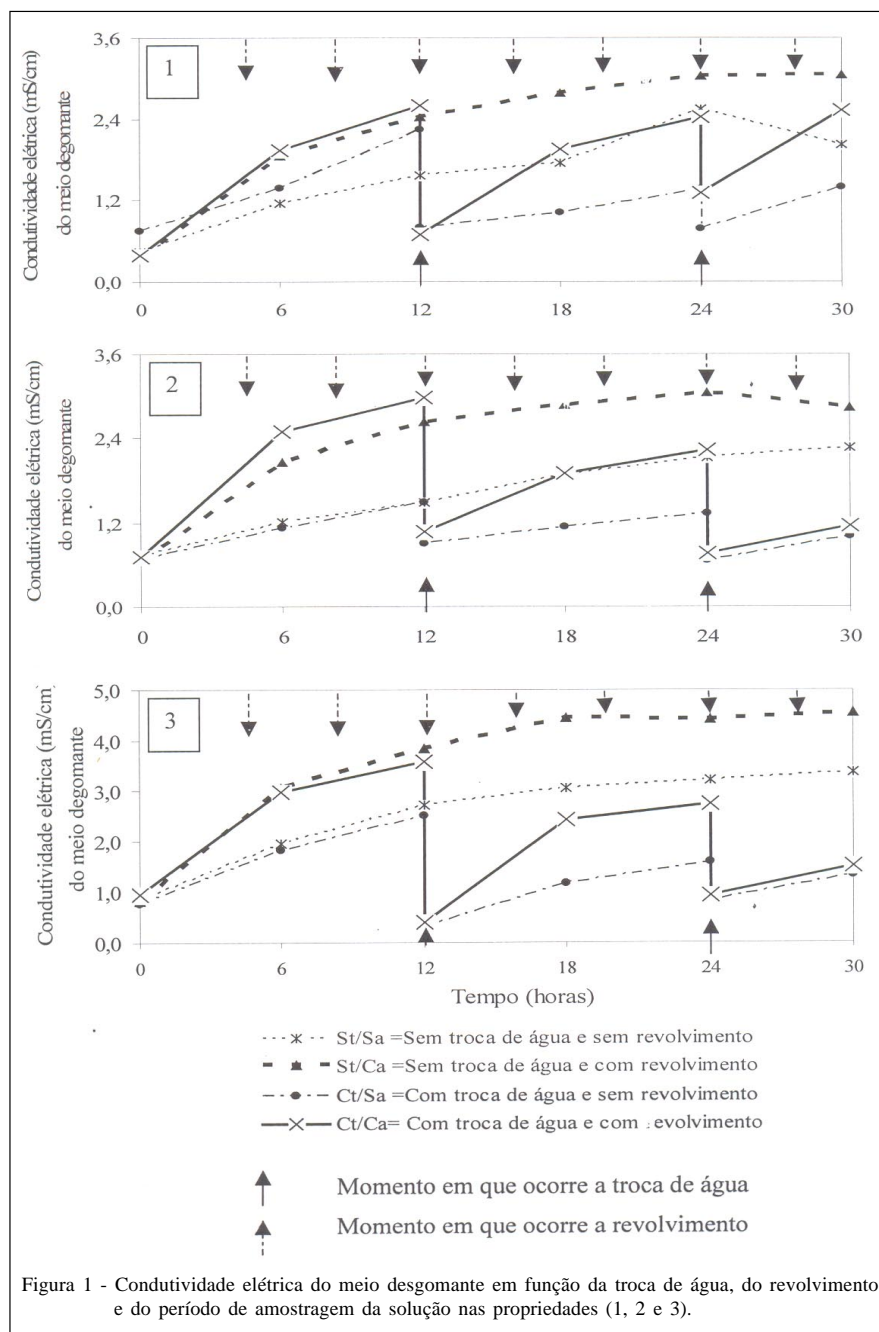 Condutividade elétrica (mS/cm)
do meio degomante
1
3,6
2,4
1,2
0,0
0 6 12 18 24 30
Condutividade elétrica (mS/cm)
do meio degomante
2
3,6
2,4
1,2
0,0
0 6 12 18 24 30
Condutividade elétrica (mS/cm)
do meio degomante
3
5,0
4,0
3,0
2,0
1,0
0,0
0 6 12 18 24 30
Tempo (horas)
St/Sa =Sem troca de água e sem revolvimento
St/Ca =Sem troca de água e com revolvimento
Ct/Sa =Com troca de água e sem revolvimento
Ct/Ca= Com troca de água e com evolvimento
Momento em que ocorre a troca de água
Momento em que ocorre a revolvimento
Figura 1 - Condutividade elétrica do meio desgomante em função da troca de água, do revolvimento
e do período de amostragem da solução nas propriedades (1, 2 e 3).